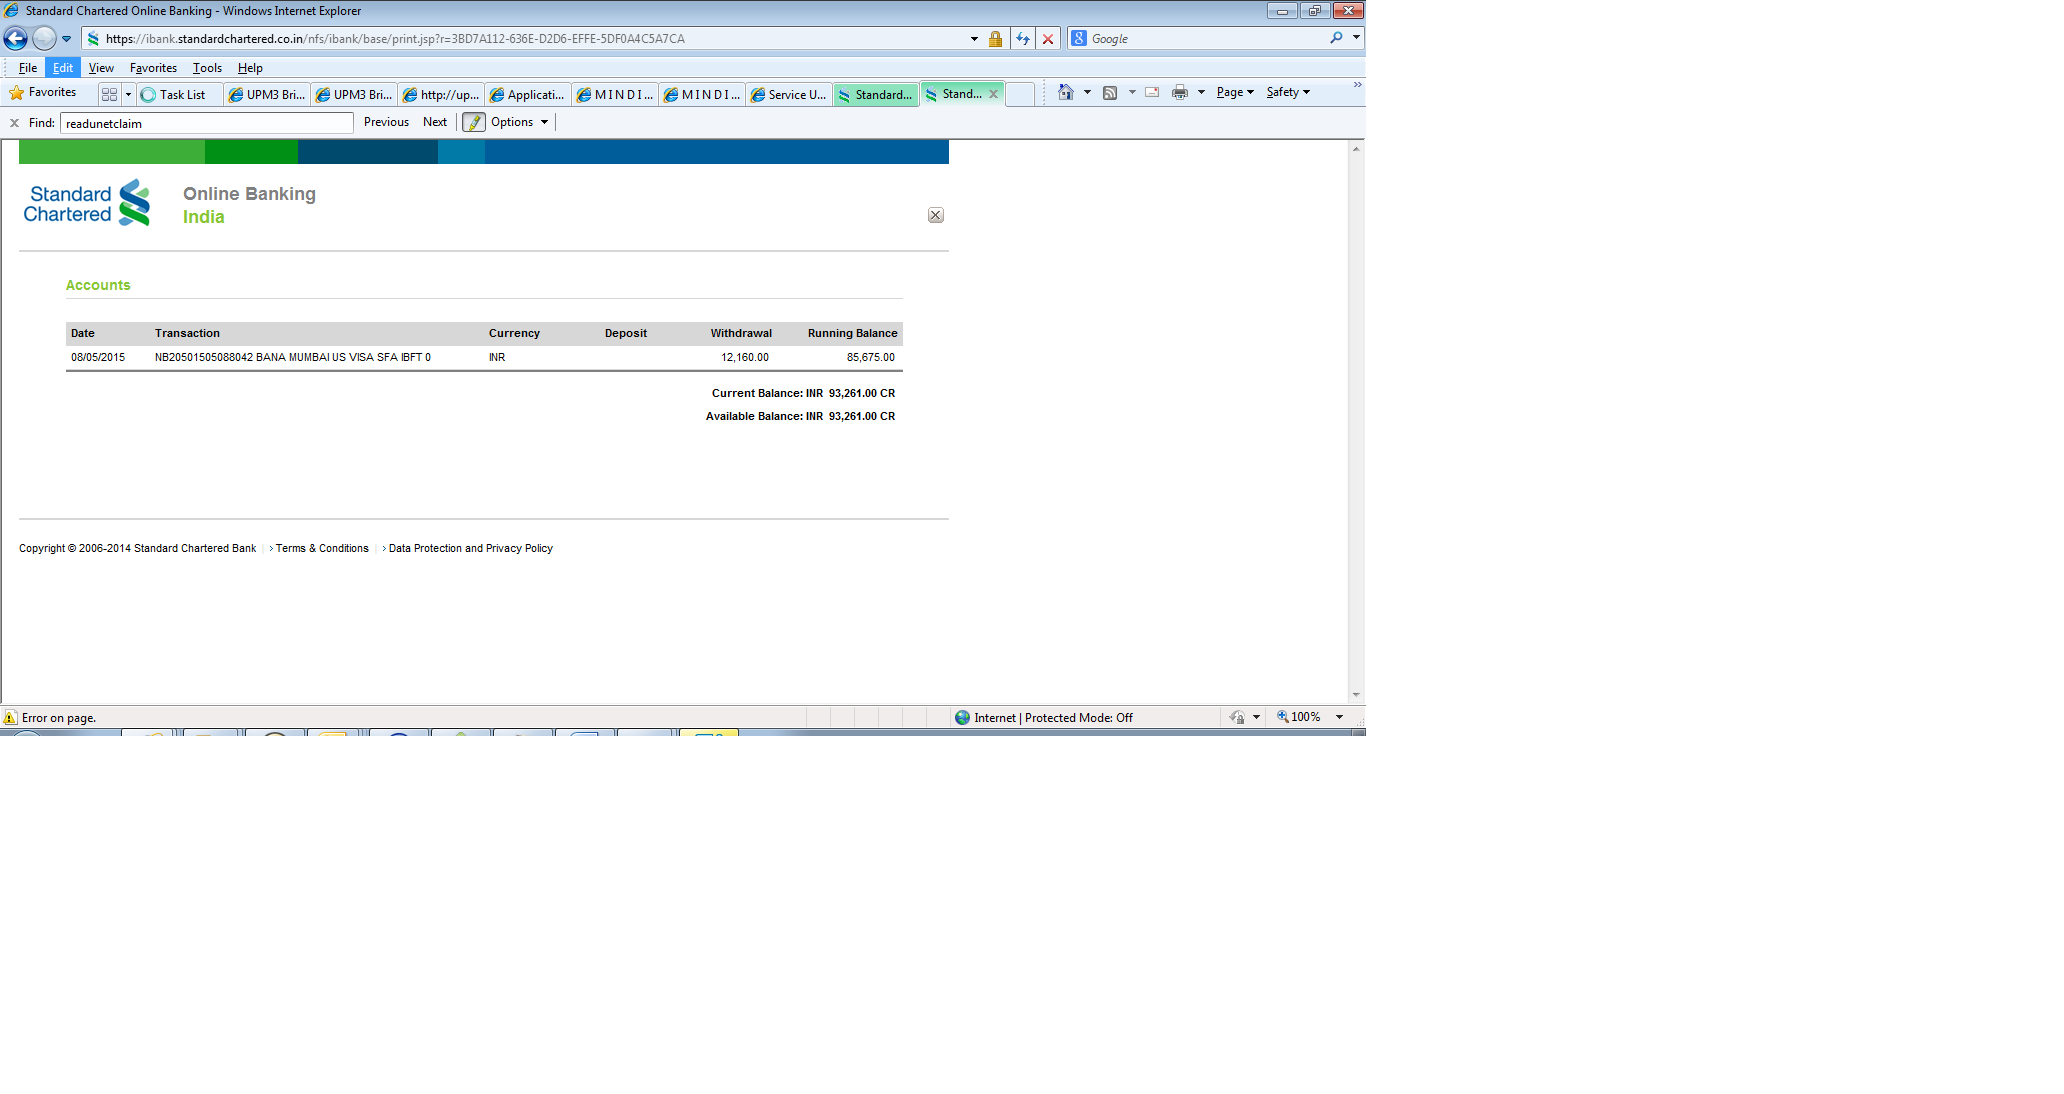 Standard Chartered Online Banking - Windows Internet Explorer
https://ibank.standardchartered.co.in/nfs/ibank/base/print.jsp?r=3BD7A112-636E-D2D6-EFFE-5DF0A4C5A7CA Google
File Edit View Favorites Tools Help
Favorites Task List UPM3 Bri... UPM3 Bri... http://up... Applicati... M I N D I ... M I N D I ... Service U... Standard... Stand... Page Safety
Find: readunetclaim Previous Next Options
Standard Chartered
Online Banking
India
Accounts
Date Transaction Currency Deposit Withdrawal Running Balance
08/05/2015 NB20501505088042 BANA MUMBAI US VISA SFA IBFT 0 INR 12,160.00 85,675.00
Current Balance: INR 93,261.00 CR
Available Balance: INR 93,261.00 CR
Copyright © 2006-2014 Standard Chartered Bank | › Terms & Conditions | › Data Protection and Privacy Policy
Error on page. Internet | Protected Mode: Off 100%